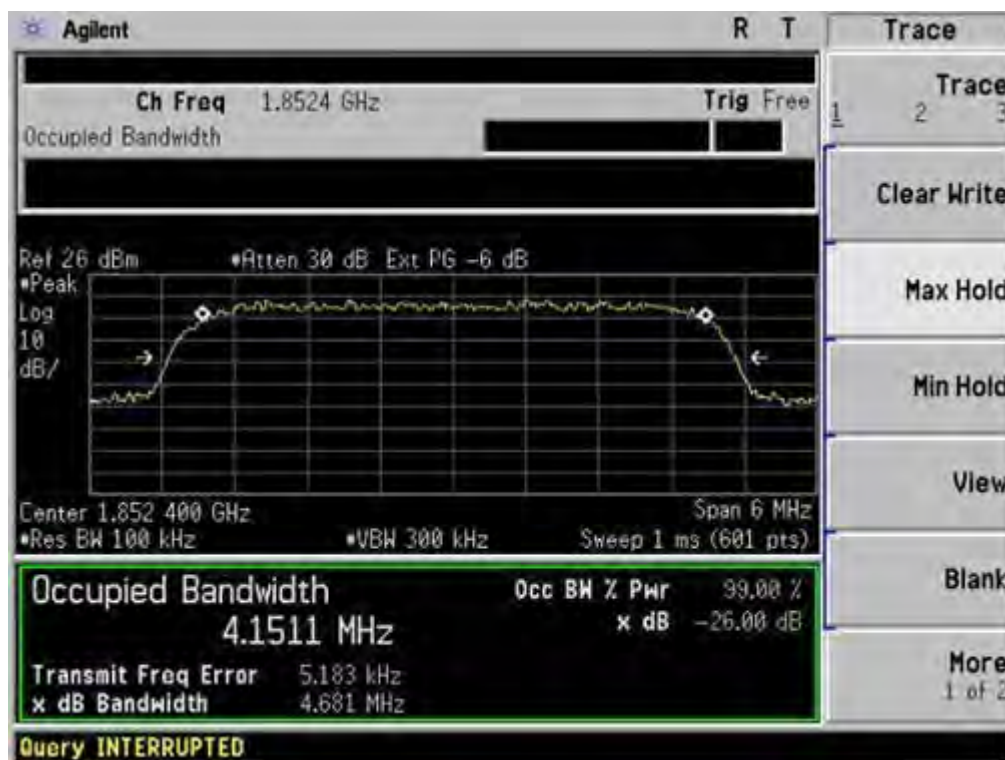 Agilent R T Trace
Ch Freq 1.8524 GHz Trig Free
Occupied Bandwidth
Trace
1 2 3
Clear Write
Max Hold
Min Hold
View
Blank
More
1 of 2
Ref 26 dBm •Atten 30 dB Ext PG -6 dB
•Peak
Log
10
dB/
Center 1.852 400 GHz Span 6 MHz
•Res BW 100 kHz •VBW 300 kHz Sweep 1 ms (601 pts)
Occupied Bandwidth
4.1511 MHz
Occ BW % Pwr 99.00 %
x dB -26.00 dB
Transmit Freq Error 5.183 kHz
x dB Bandwidth 4.681 MHz
Query INTERRUPTED